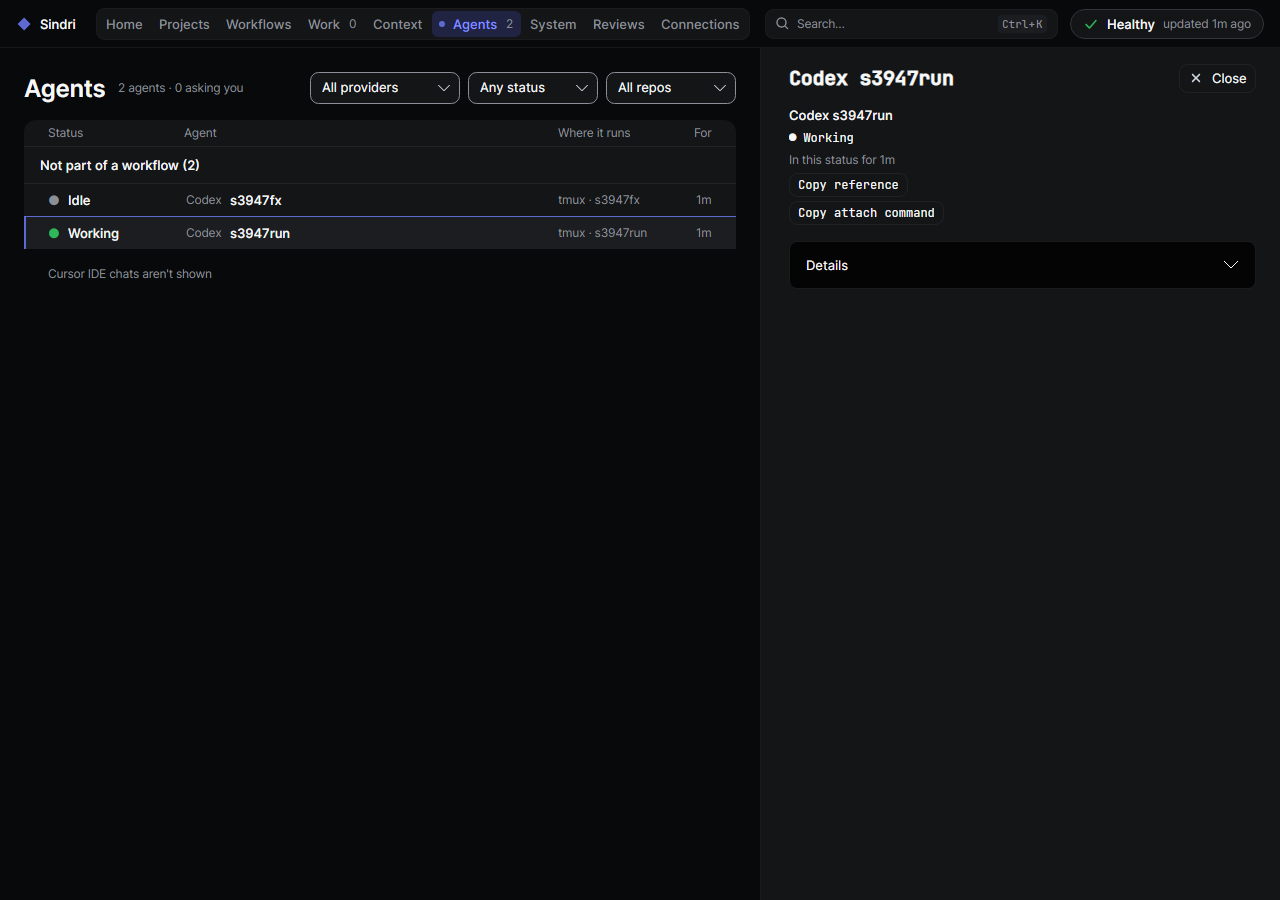 Sindri Home Projects Workflows Work 0 Context Agents 2 System Reviews Connections Search... Ctrl+K Healthy updated 1m ago
Agents 2 agents · 0 asking you All providers Any status All repos
Status Agent Where it runs For
Not part of a workflow (2)
Idle Codex s3947fx tmux · s3947fx 1m
Working Codex s3947run tmux · s3947run 1m
Cursor IDE chats aren't shown
Codex s3947run Close
Codex s3947run
Working
In this status for 1m
Copy reference
Copy attach command
Details